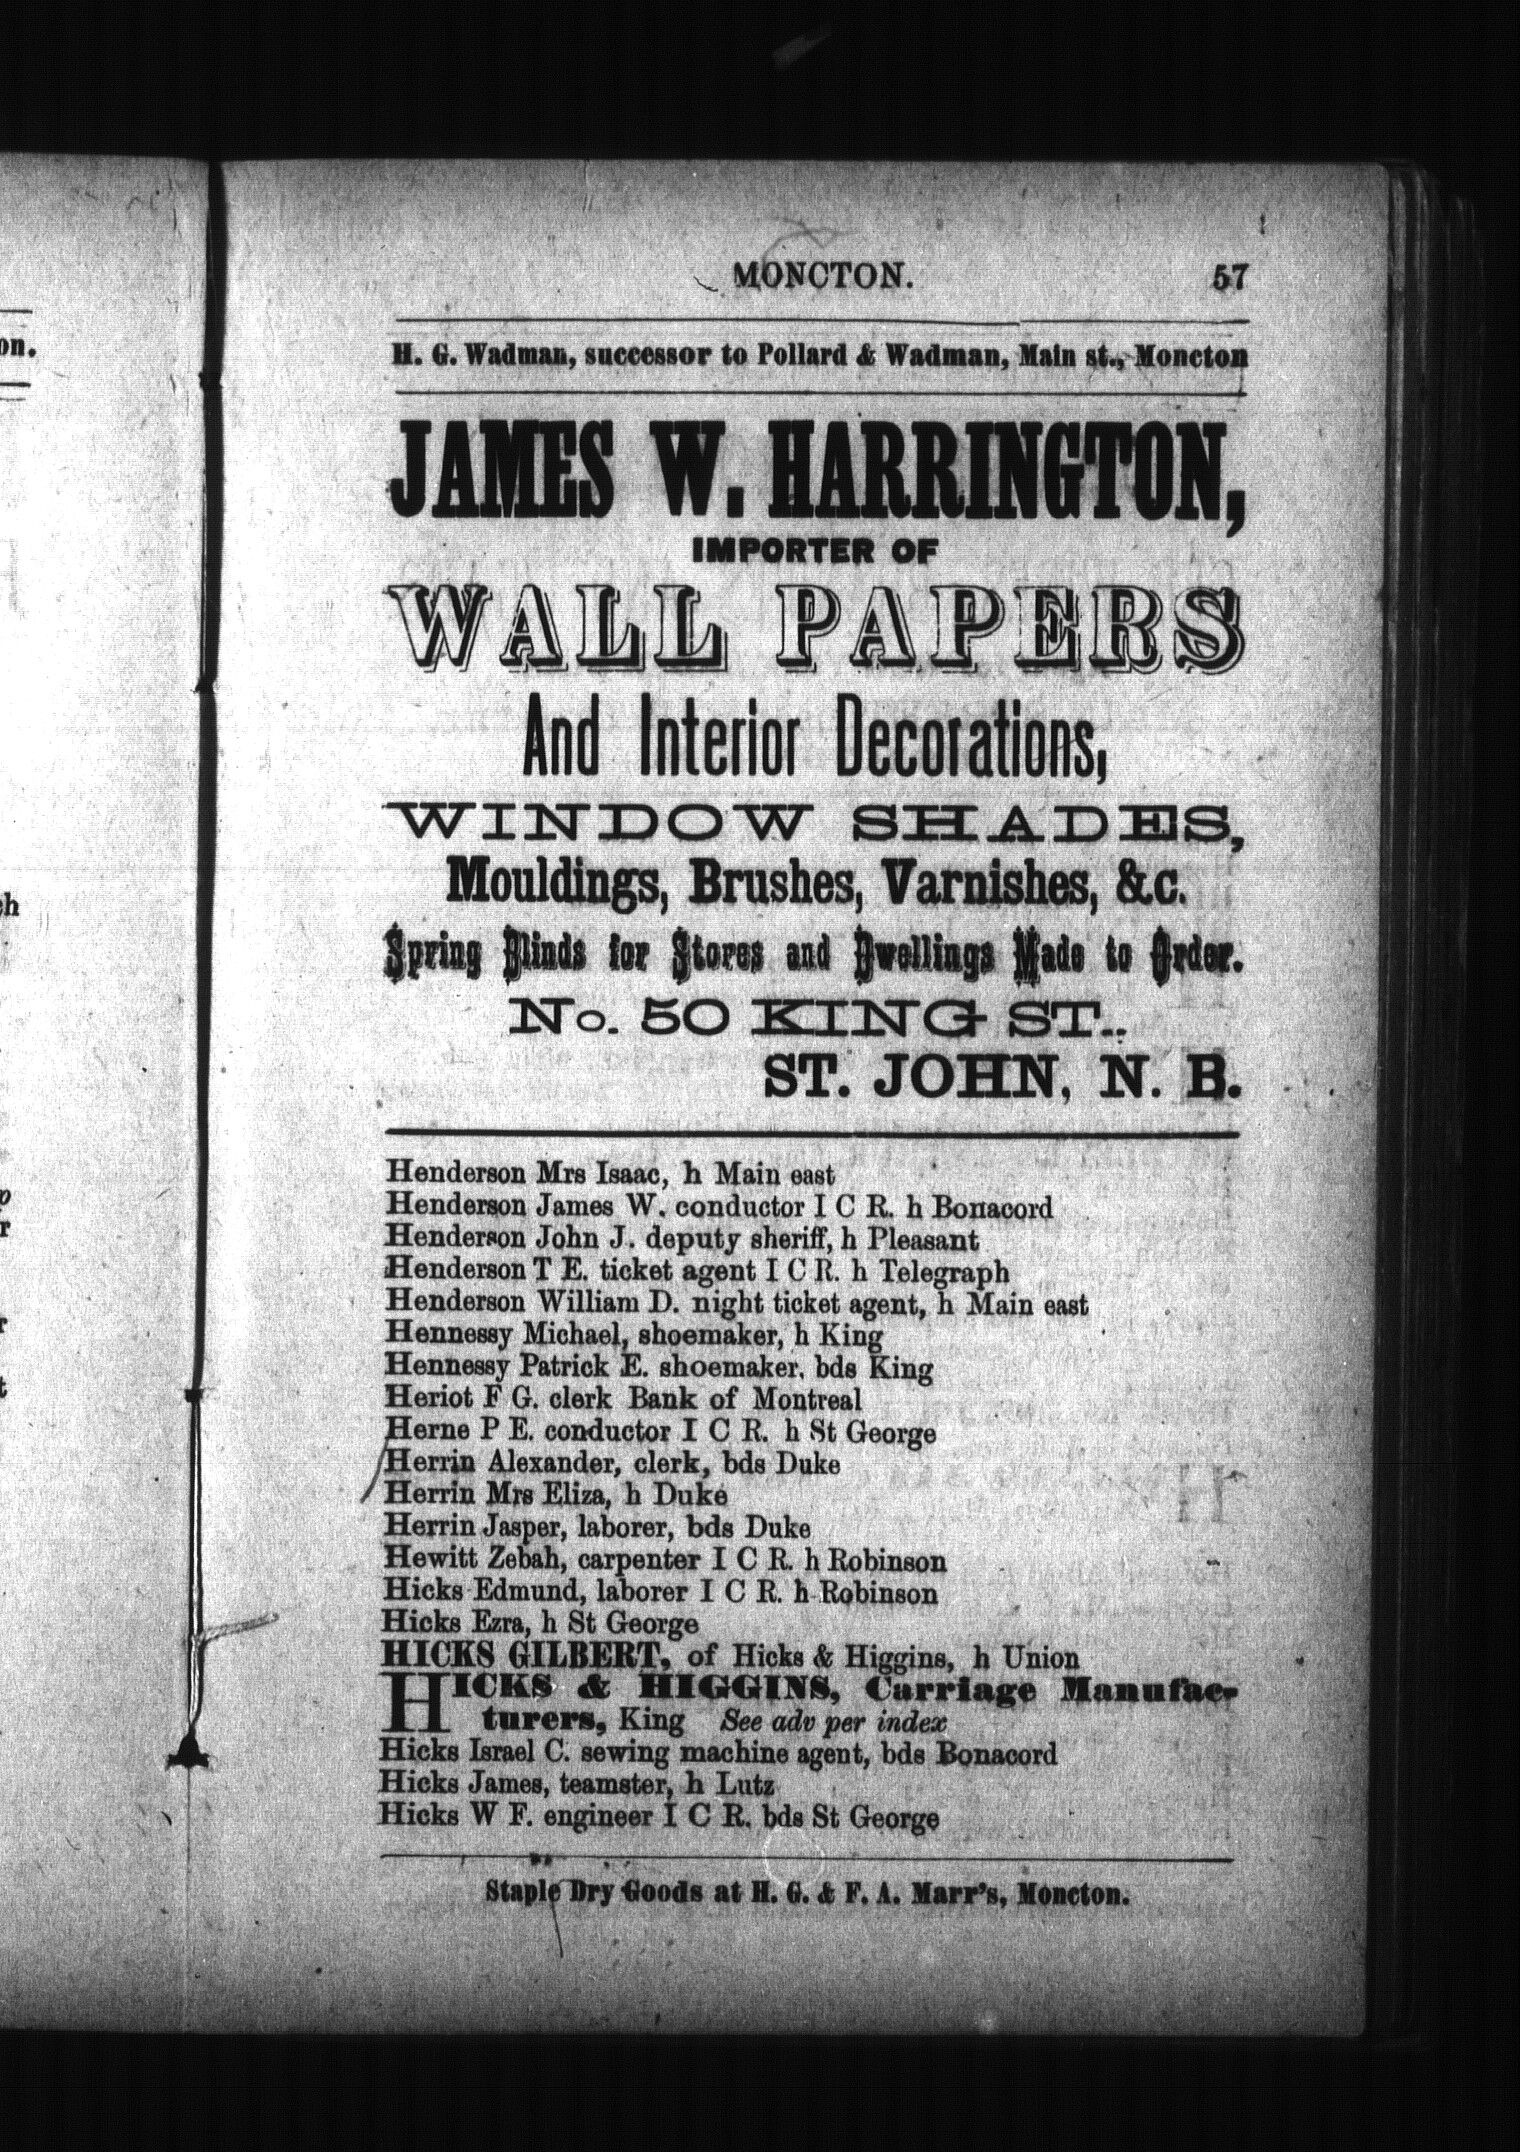 MONCTON. 57
H. G. Wadman, successor to Pollard & Wadman, Main st., Moncton
JAMES W. HARRINGTON,
IMPORTER OF
WALL PAPERS
And Interior Decorations,
WINDOW SHADES,
Mouldings, Brushes, Varnishes, &c.
Spring Blinds for Stores and Dwellings Made to Order.
No. 50 KING ST..
ST. JOHN, N. B.
Henderson Mrs Isaac, h Main east
Henderson James W. conductor I C R. h Bonacord
Henderson John J. deputy sheriff, h Pleasant
Henderson T E. ticket agent I C R. h Telegraph
Henderson William D. night ticket agent, h Main east
Hennessy Michael, shoemaker, h King
Hennessy Patrick E. shoemaker. bds King
Heriot F G. clerk Bank of Montreal
Herne P E. conductor I C R. h St George
Herrin Alexander, clerk, bds Duke
Herrin Mrs Eliza, h Duke
Herrin Jasper, laborer, bds Duke
Hewitt Zebah, carpenter I C R. h Robinson
Hicks Edmund, laborer I C R. h Robinson
Hicks Ezra, h St George
HICKS GILBERT, of Hicks & Higgins, h Union
HICKS & HIGGINS, Carriage Manufac-
turers, King See adv per index
Hicks Israel C. sewing machine agent, bds Bonacord
Hicks James, teamster, h Lutz
Hicks W F. engineer I C R. bds St George
Staple Dry Goods at H. G. & F. A. Marr's, Moncton.